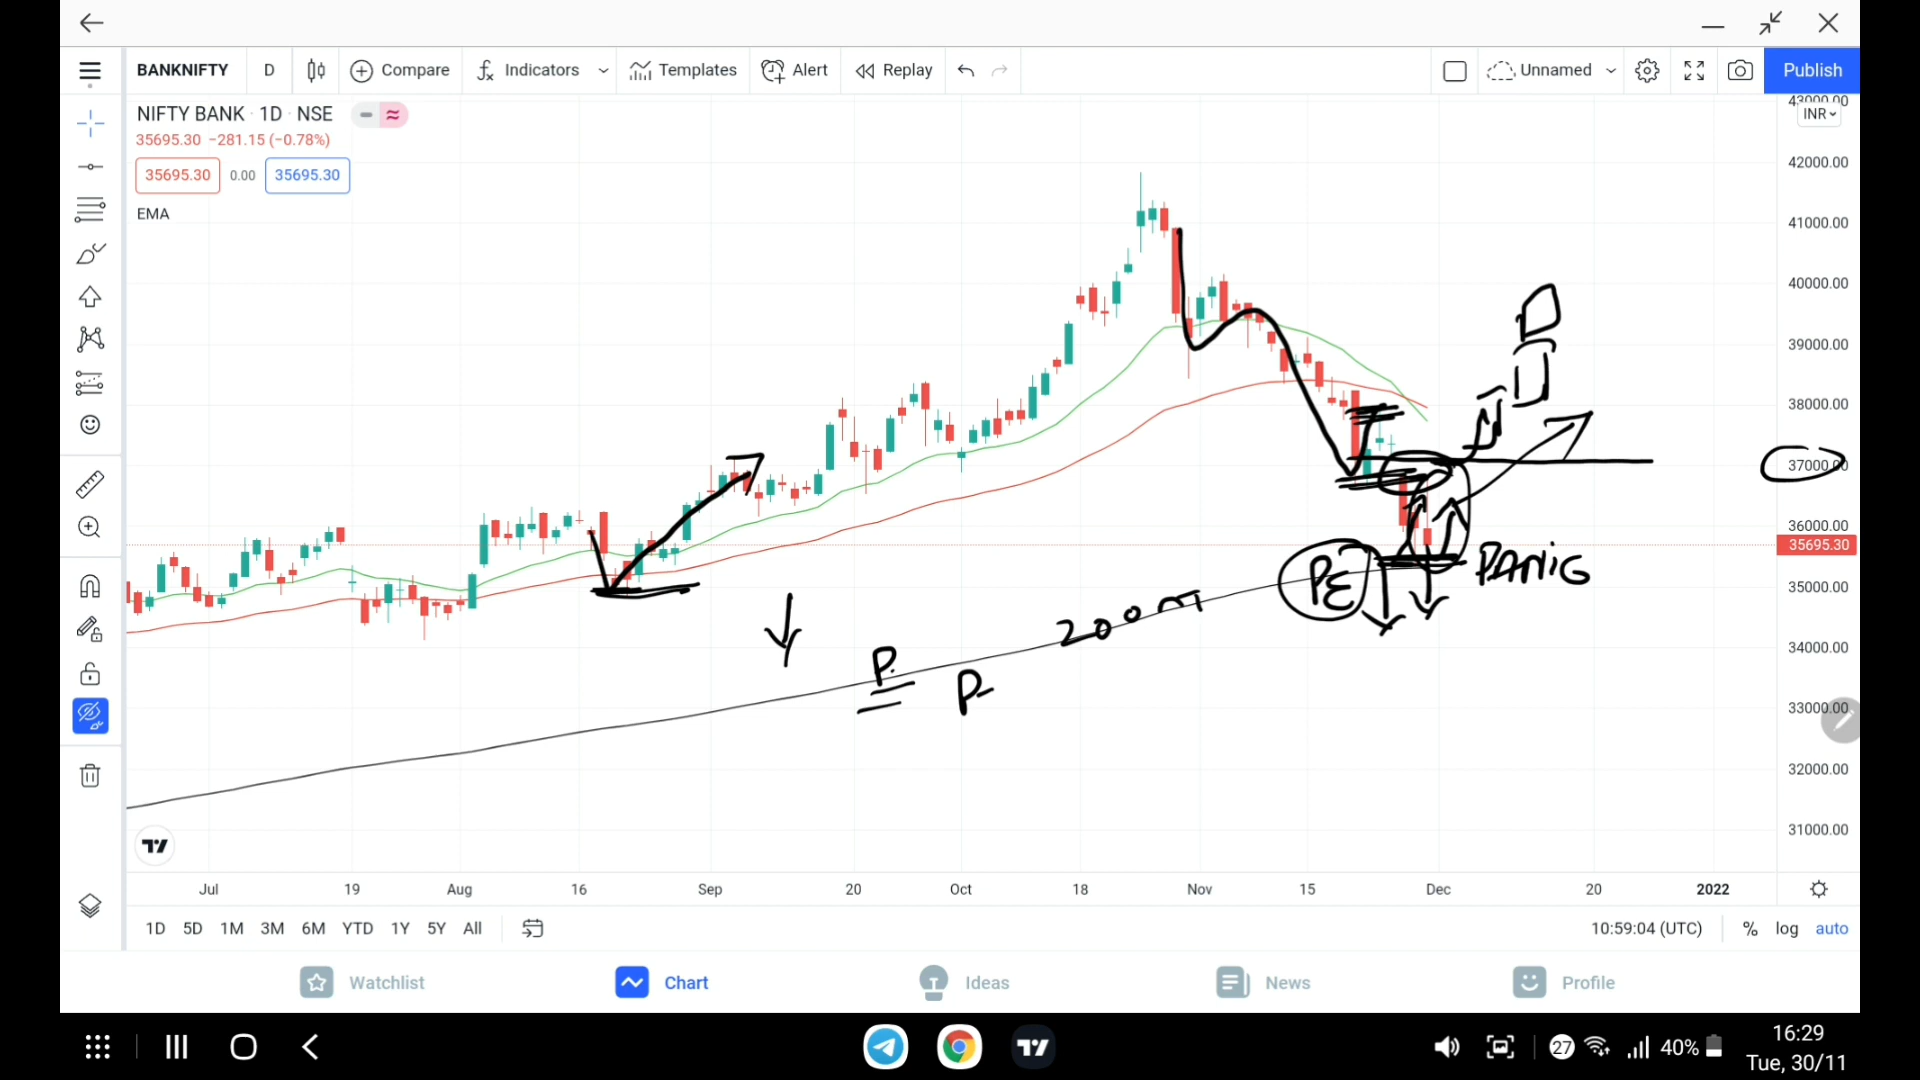 BANKNIFTY D Compare Indicators Templates Alert Replay Unnamed Publish
NIFTY BANK · 1D · NSE
35695.30 −281.15 (−0.78%)
35695.30 0.00 35695.30
EMA
INR
43000.00
42000.00
41000.00
40000.00
39000.00
38000.00
37000.00
36000.00
35695.30
35000.00
34000.00
33000.00
32000.00
31000.00
PANIG
PE
200 m
P
P
Jul 19 Aug 16 Sep 20 Oct 18 Nov 15 Dec 20 2022
1D 5D 1M 3M 6M YTD 1Y 5Y All 10:59:04 (UTC) % log auto
Watchlist Chart Ideas News Profile
27 40% 16:29
Tue, 30/11